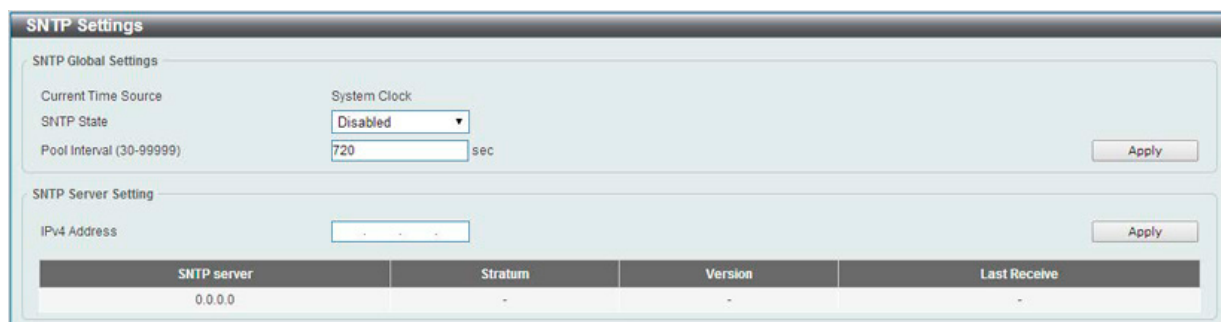 SNTP Settings
SNTP Global Settings
Current Time Source System Clock
SNTP State Disabled
Pool Interval (30-99999) 720 sec Apply
SNTP Server Setting
IPv4 Address . . . Apply
SNTP server Stratum Version Last Receive
0.0.0.0 - - -